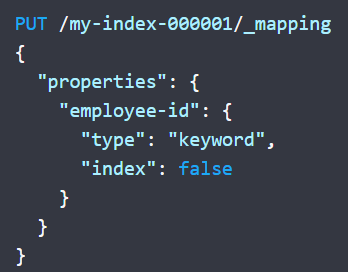 PUT /my-index-000001/_mapping
{
  "properties": {
    "employee-id": {
      "type": "keyword",
      "index": false
    }
  }
}